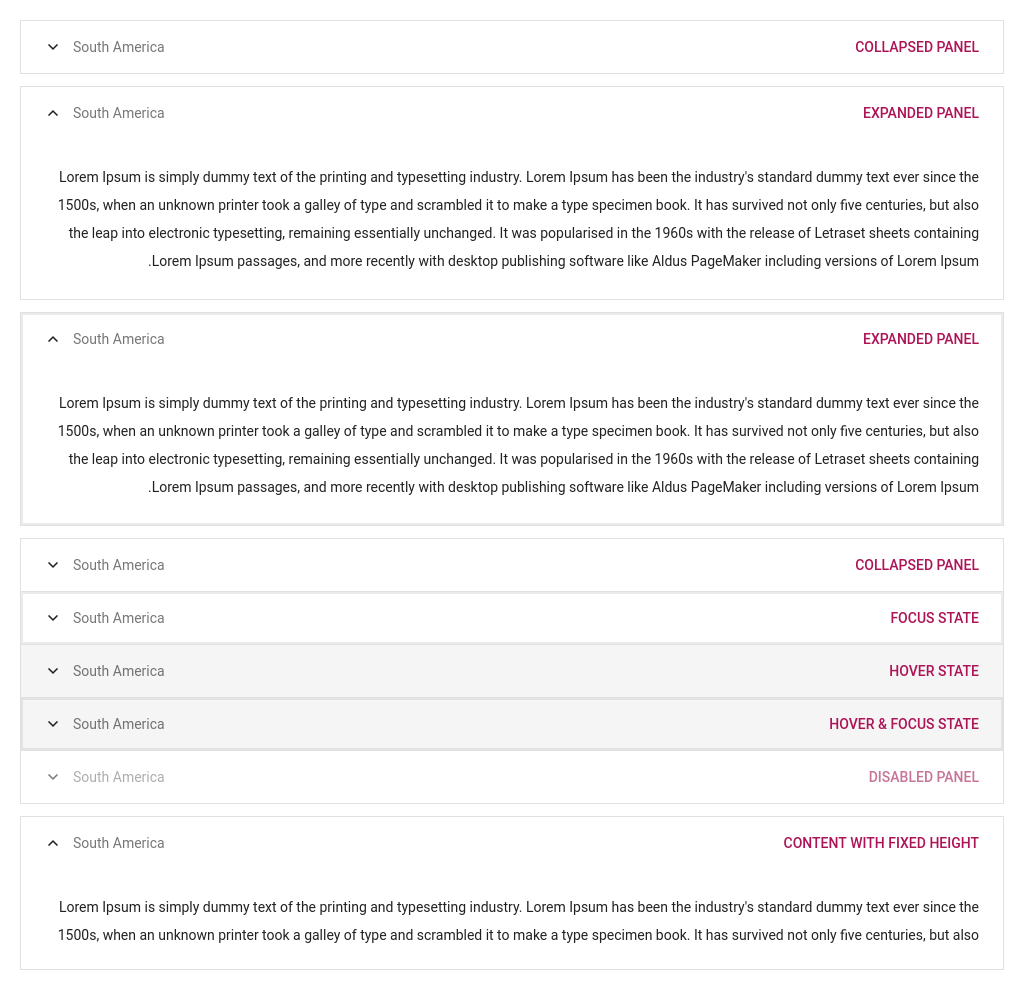 South America COLLAPSED PANEL
South America EXPANDED PANEL
Lorem Ipsum is simply dummy text of the printing and typesetting industry. Lorem Ipsum has been the industry's standard dummy text ever since the
1500s, when an unknown printer took a galley of type and scrambled it to make a type specimen book. It has survived not only five centuries, but also
the leap into electronic typesetting, remaining essentially unchanged. It was popularised in the 1960s with the release of Letraset sheets containing
.Lorem Ipsum passages, and more recently with desktop publishing software like Aldus PageMaker including versions of Lorem Ipsum
South America EXPANDED PANEL
Lorem Ipsum is simply dummy text of the printing and typesetting industry. Lorem Ipsum has been the industry's standard dummy text ever since the
1500s, when an unknown printer took a galley of type and scrambled it to make a type specimen book. It has survived not only five centuries, but also
the leap into electronic typesetting, remaining essentially unchanged. It was popularised in the 1960s with the release of Letraset sheets containing
.Lorem Ipsum passages, and more recently with desktop publishing software like Aldus PageMaker including versions of Lorem Ipsum
South America COLLAPSED PANEL
South America FOCUS STATE
South America HOVER STATE
South America HOVER & FOCUS STATE
South America DISABLED PANEL
South America CONTENT WITH FIXED HEIGHT
Lorem Ipsum is simply dummy text of the printing and typesetting industry. Lorem Ipsum has been the industry's standard dummy text ever since the
1500s, when an unknown printer took a galley of type and scrambled it to make a type specimen book. It has survived not only five centuries, but also